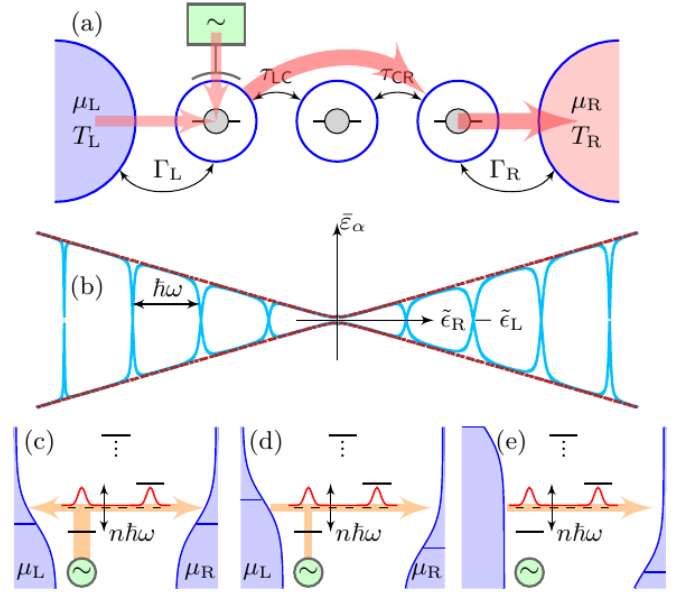 (a)
~
τLC τCR
μL μR
TL TR
ΓL ΓR
ε̄α
(b) ħω
ϵ̃R − ϵ̃L
(c) (d) (e)
⋮ ⋮ ⋮
nħω nħω nħω
μL μR μL μR
~ ~ ~